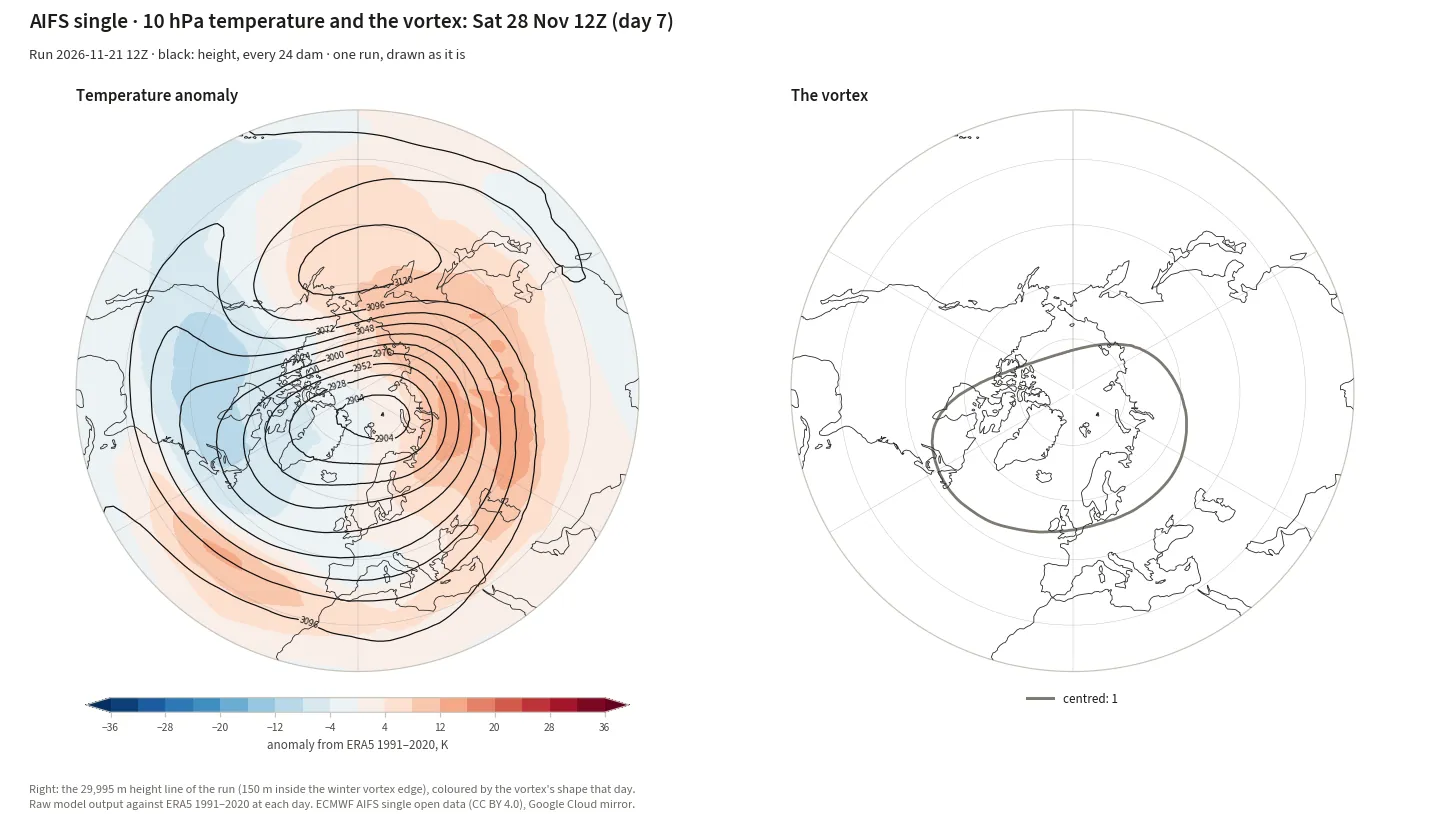 AIFS single · 10 hPa temperature and the vortex: Sat 28 Nov 12Z (day 7)
Run 2026-11-21 12Z · black: height, every 24 dam · one run, drawn as it is
Temperature anomaly
The vortex
3120
3096
3072
3048
3024
3000
2976
2952
2928
2904
2904
3096
−36 −28 −20 −12 −4 4 12 20 28 36
anomaly from ERA5 1991–2020, K
centred: 1
Right: the 29,995 m height line of the run (150 m inside the winter vortex edge), coloured by the vortex's shape that day.
Raw model output against ERA5 1991–2020 at each day. ECMWF AIFS single open data (CC BY 4.0), Google Cloud mirror.